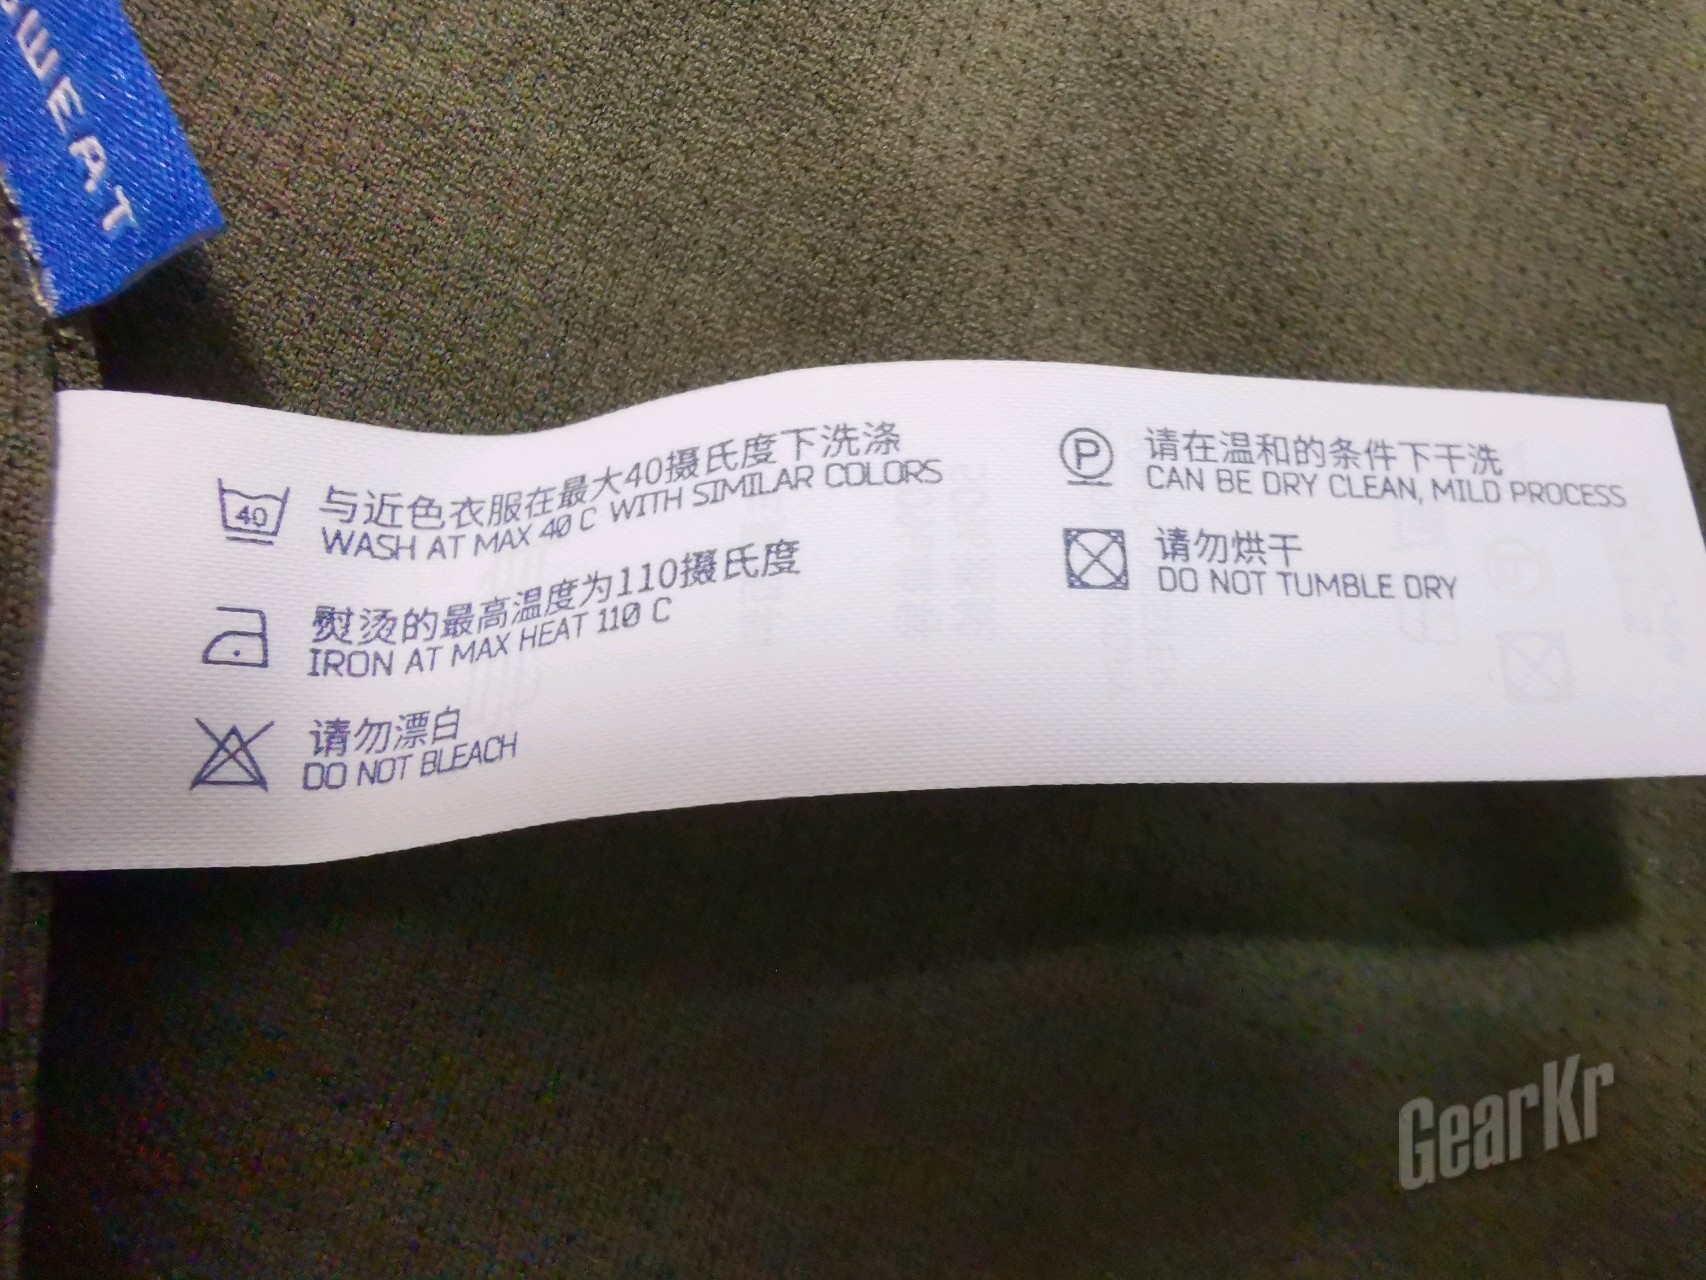 SWEAT
40
与近色衣服在最大40摄氏度下洗涤
WASH AT MAX 40 C WITH SIMILAR COLORS
熨烫的最高温度为110摄氏度
IRON AT MAX HEAT 110 C
请勿漂白
DO NOT BLEACH
P
请在温和的条件下干洗
CAN BE DRY CLEAN, MILD PROCESS
请勿烘干
DO NOT TUMBLE DRY
GearKr